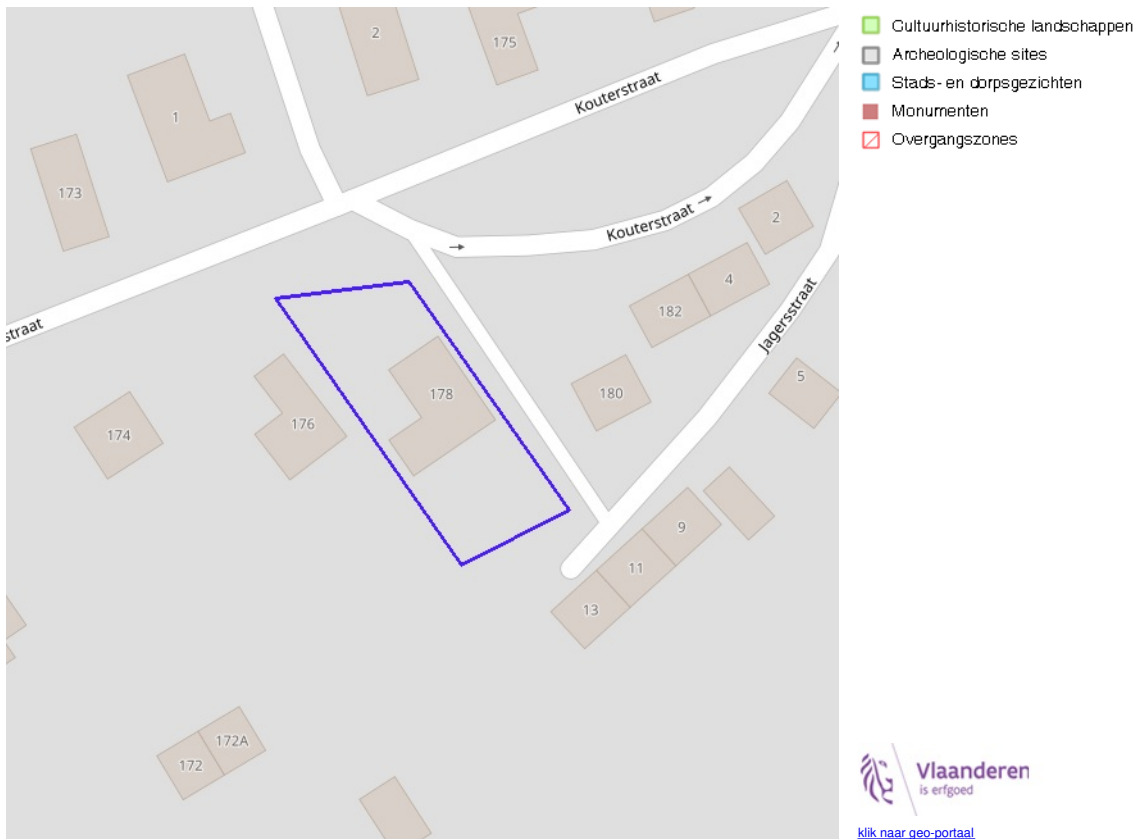 2
175
Kouterstraat
1
173
Kouterstraat
2
4
182
straat
Jagersstraat
5
180
178
176
174
9
11
13
172A
172
Cultuurhistorische landschappen
Archeologische sites
Stads- en dorpsgezichten
Monumenten
Overgangszones
Vlaanderen
is erfgoed
klik naar geo-portaal